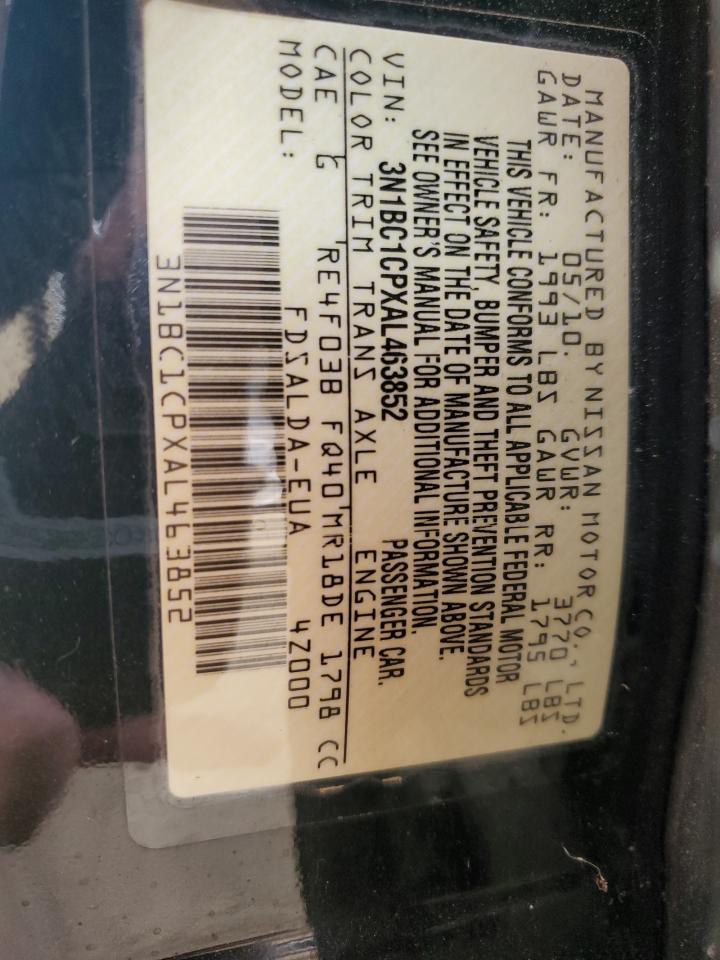 MANUFACTURED BY NISSAN MOTOR CO., LTD.
DATE: 05/10. GVWR: 3770 LBS
GAWR FR: 1993 LBS GAWR RR: 1795 LBS
THIS VEHICLE CONFORMS TO ALL APPLICABLE FEDERAL MOTOR
VEHICLE SAFETY, BUMPER AND THEFT PREVENTION STANDARDS
IN EFFECT ON THE DATE OF MANUFACTURE SHOWN ABOVE.
SEE OWNER'S MANUAL FOR ADDITIONAL INFORMATION.
VIN: 3N1BC1CPXAL463852 PASSENGER CAR.
COLOR TRIM TRANS AXLE ENGINE
CAE G RE4F03B FQ40 MR18DE 1798 CC
MODEL: FDSALDA-EUA 4Z000
3N1BC1CPXAL463852